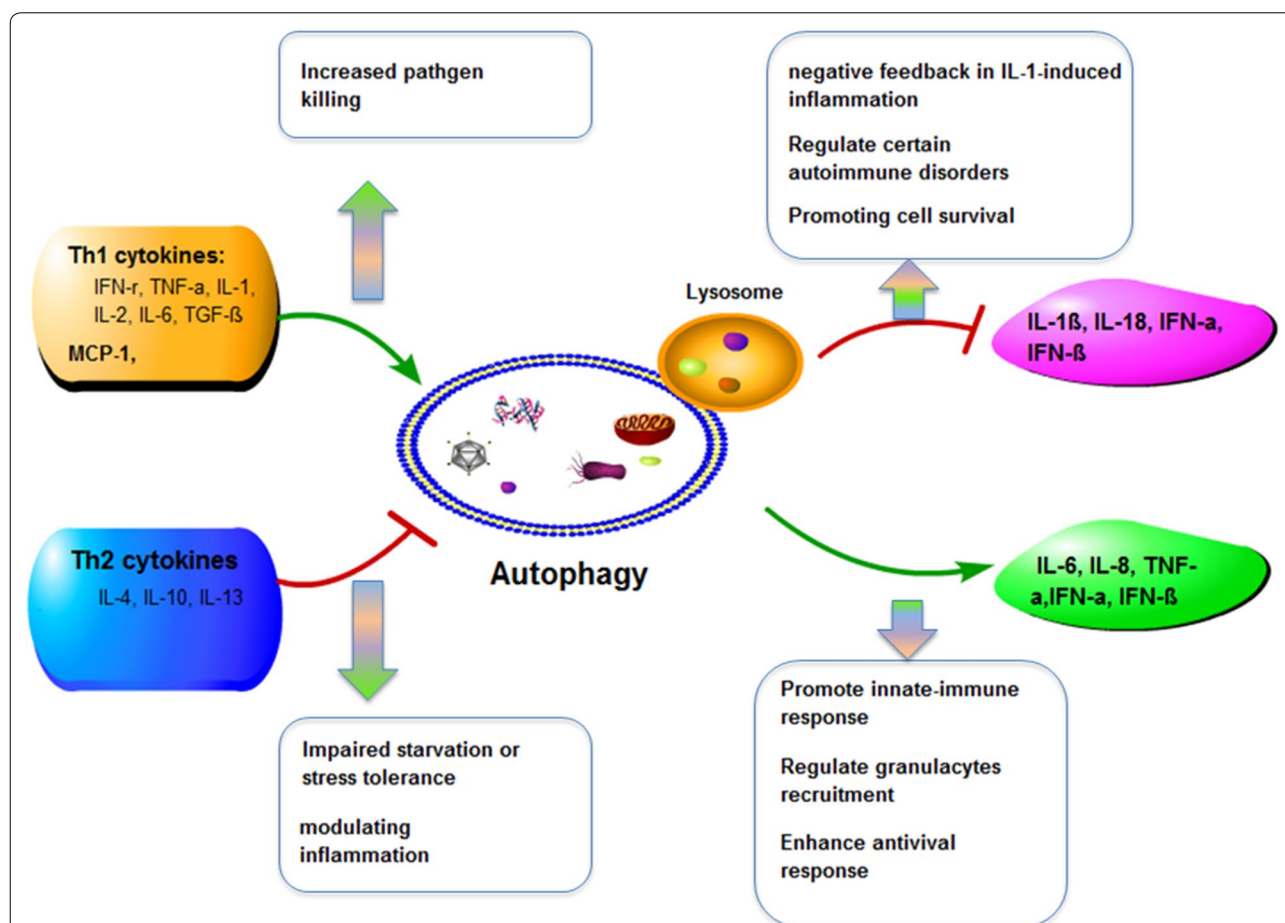 Increased pathgen
killing
negative feedback in IL-1-induced
inflammation
Regulate certain
autoimmune disorders
Promoting cell survival
Th1 cytokines:
IFN-r, TNF-a, IL-1,
IL-2, IL-6, TGF-ß
MCP-1,
Lysosome
IL-1ß, IL-18, IFN-a,
IFN-ß
Th2 cytokines
IL-4, IL-10, IL-13
Autophagy
IL-6, IL-8, TNF-
a,IFN-a, IFN-ß
Impaired starvation or
stress tolerance
modulating
inflammation
Promote innate-immune
response
Regulate granulacytes
recruitment
Enhance antivival
response